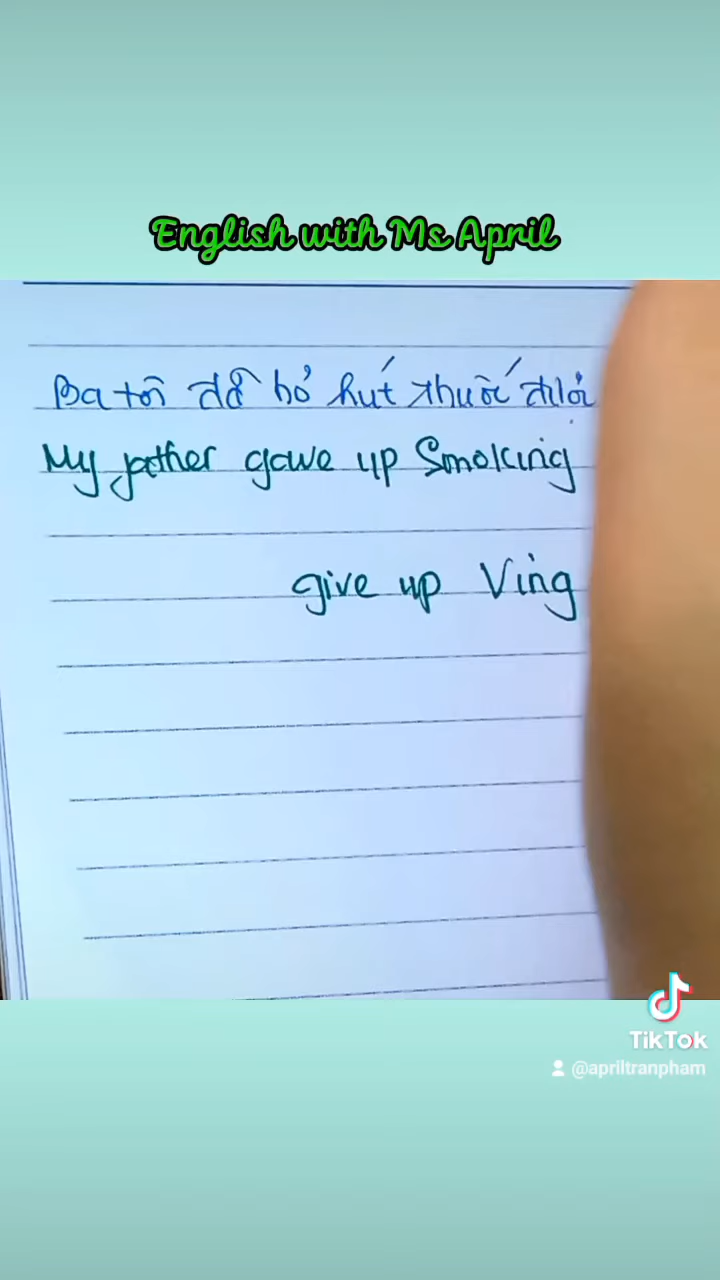 English with Ms April
Ba tôi đã bỏ hút thuốc
My father gave up Smoking
give up Ving
TikTok
@apriltranpham